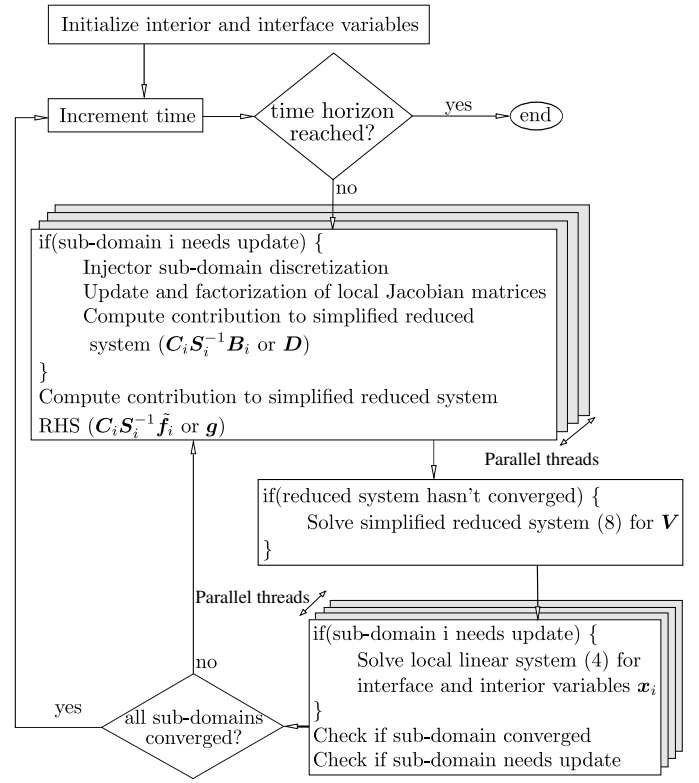 Initialize interior and interface variables
Increment time
time horizon
reached?
yes
end
no
if(sub-domain i needs update) {
Injector sub-domain discretization
Update and factorization of local Jacobian matrices
Compute contribution to simplified reduced
system (C_i S_i^{-1} B_i or D)
}
Compute contribution to simplified reduced system
RHS (C_i S_i^{-1} f̃_i or g)
Parallel threads
if(reduced system hasn't converged) {
Solve simplified reduced system (8) for V
}
Parallel threads
if(sub-domain i needs update) {
Solve local linear system (4) for
interface and interior variables x_i
}
Check if sub-domain converged
Check if sub-domain needs update
no
yes
all sub-domains
converged?